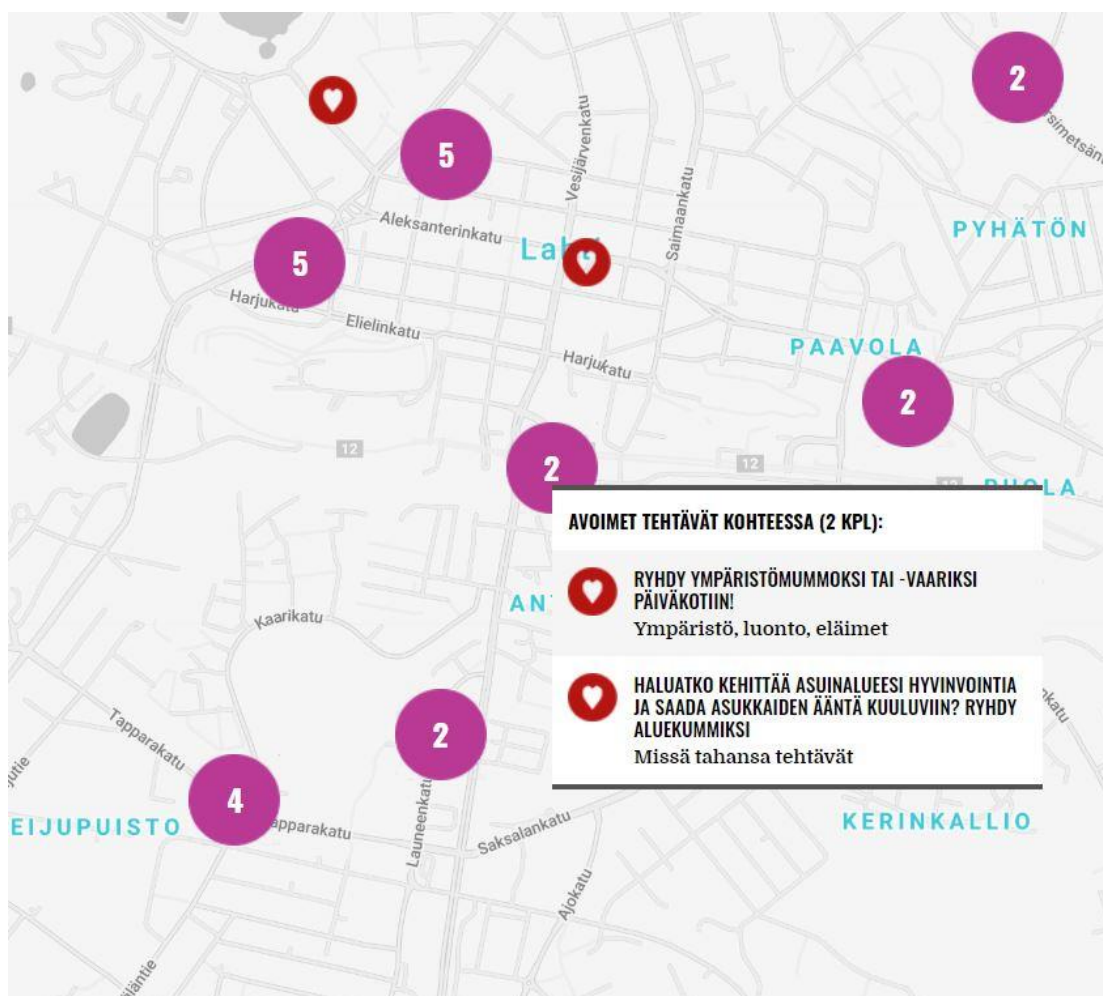 2
5
Vesijärvenkatu
Saimaankatu
Aleksanterinkatu
PYHÄTÖN
5
Harjukatu
Elielinkatu
Harjukatu
PAAVOLA
2
12
12
2
AVOIMET TEHTÄVÄT KOHTEESSA (2 KPL):
RYHDY YMPÄRISTÖMUMMOKSI TAI -VAARIKSI
PÄIVÄKOTIIN!
Ympäristö, luonto, eläimet
HALUATKO KEHITTÄÄ ASUINALUEESI HYVINVOINTIA
JA SAADA ASUKKAIDEN ÄÄNTÄ KUULUVIIN? RYHDY
ALUEKUMMIKSI
Missä tahansa tehtävät
Kaarikatu
Tapparakatu
2
4
EIJUPUISTO
apparakatu
Launeenkatu
Saksalankatu
KERINKALLIO
Ajokatu